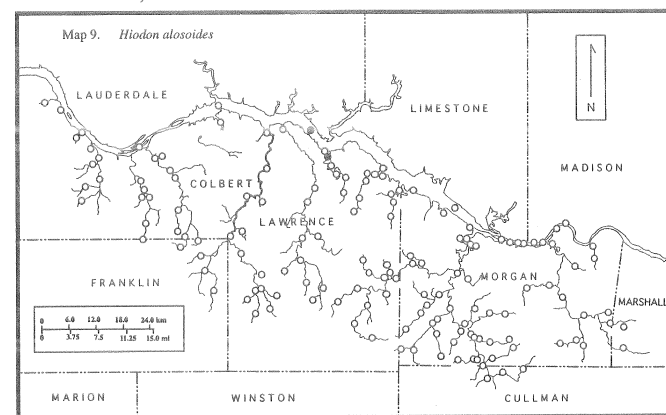 Map 9. Hiodon alosoides
LAUDERDALE
LIMESTONE
N
MADISON
COLBERT
LAWRENCE
FRANKLIN
MORGAN
MARSHALL
0 6.0 12.0 18.0 24.0 km
0 3.75 7.5 11.25 15.0 mi
MARION
WINSTON
CULLMAN